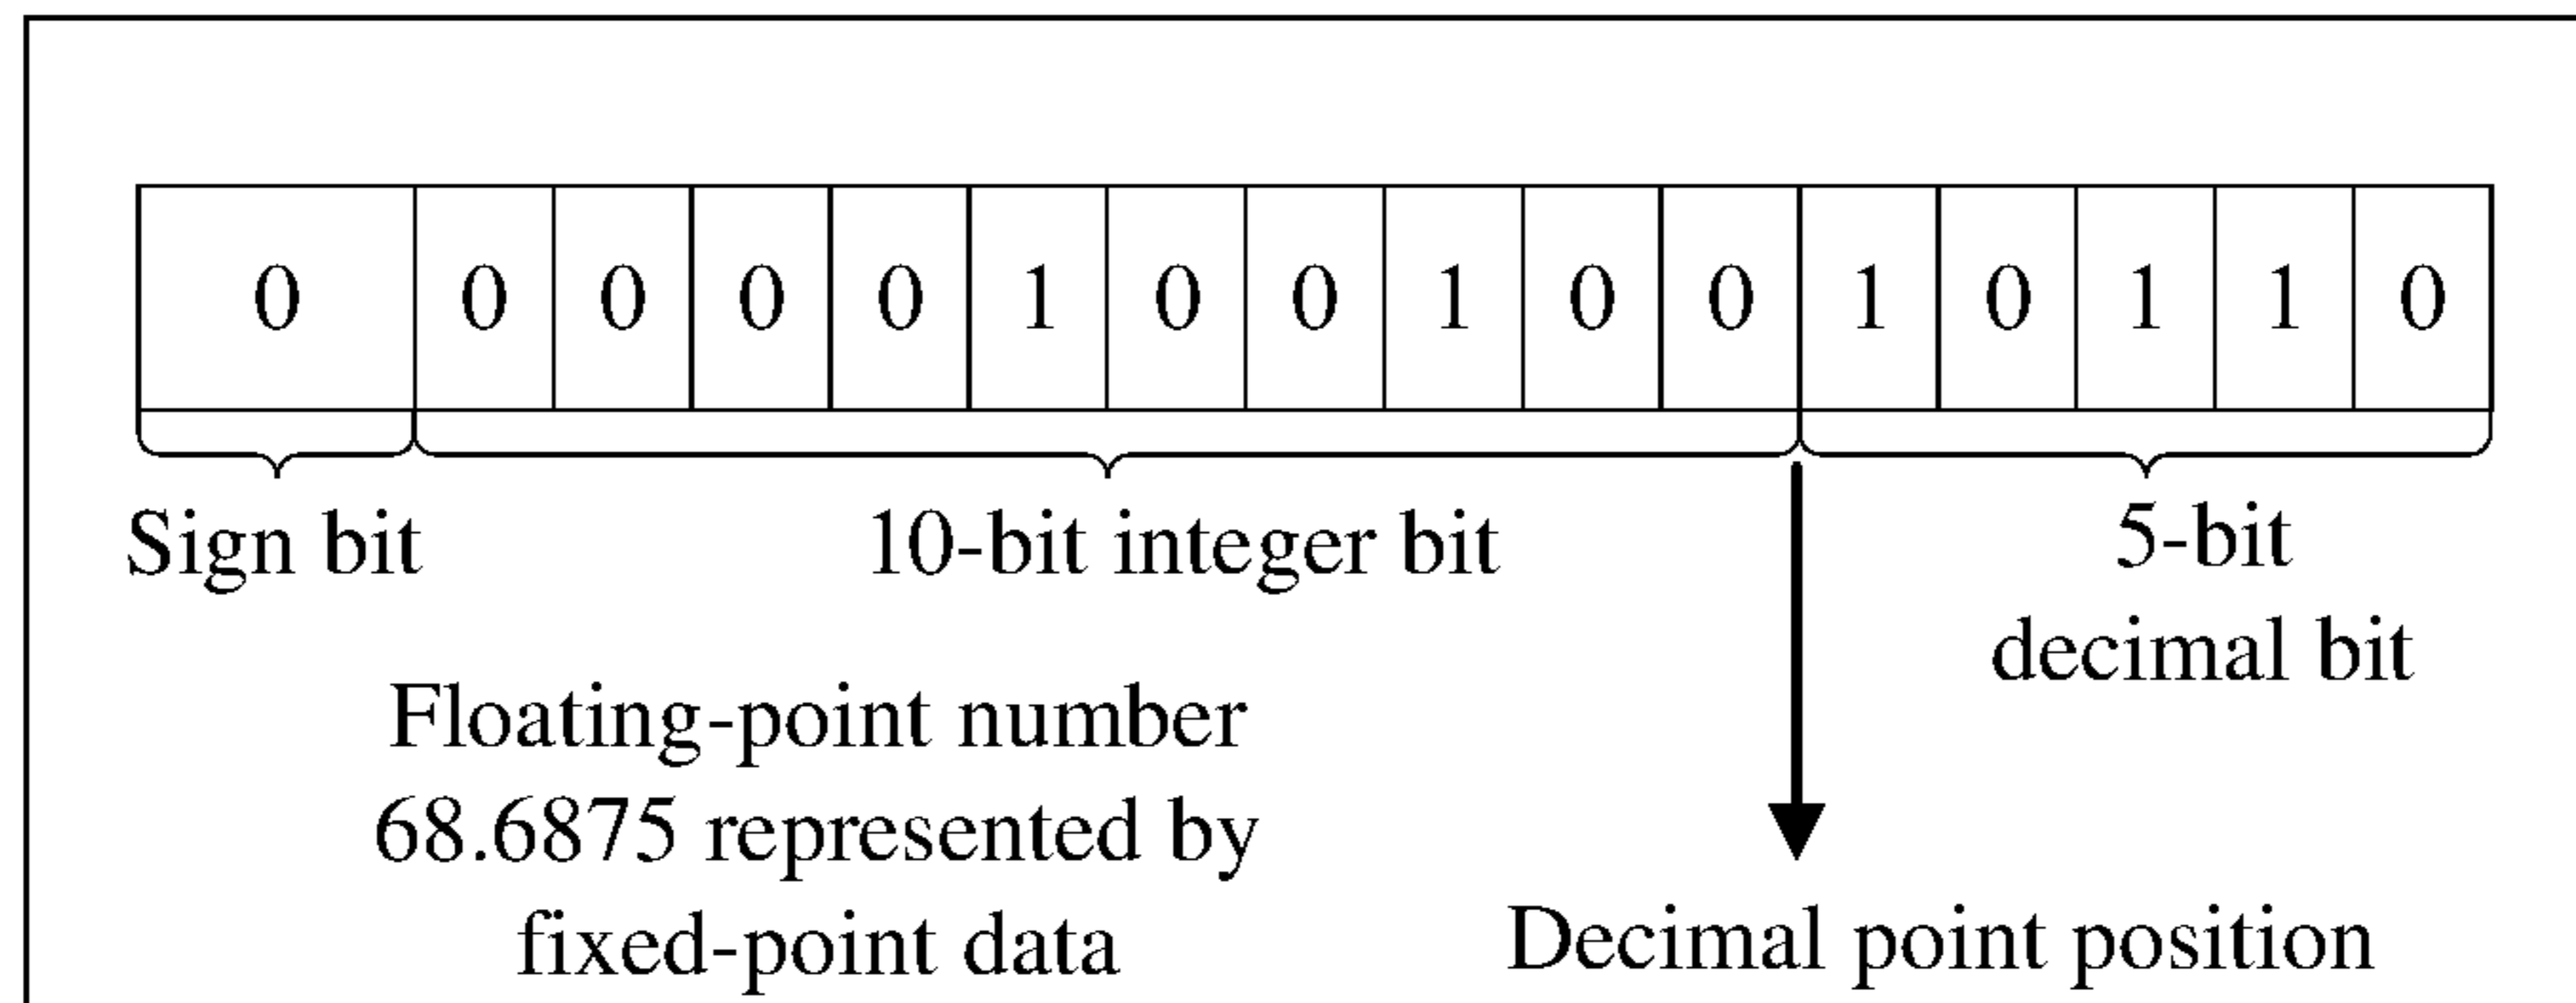 0 0 0 0 0 1 0 0 1 0 0 1 0 1 1 0
Sign bit
10-bit integer bit
5-bit
decimal bit
Floating-point number
68.6875 represented by
fixed-point data
Decimal point position